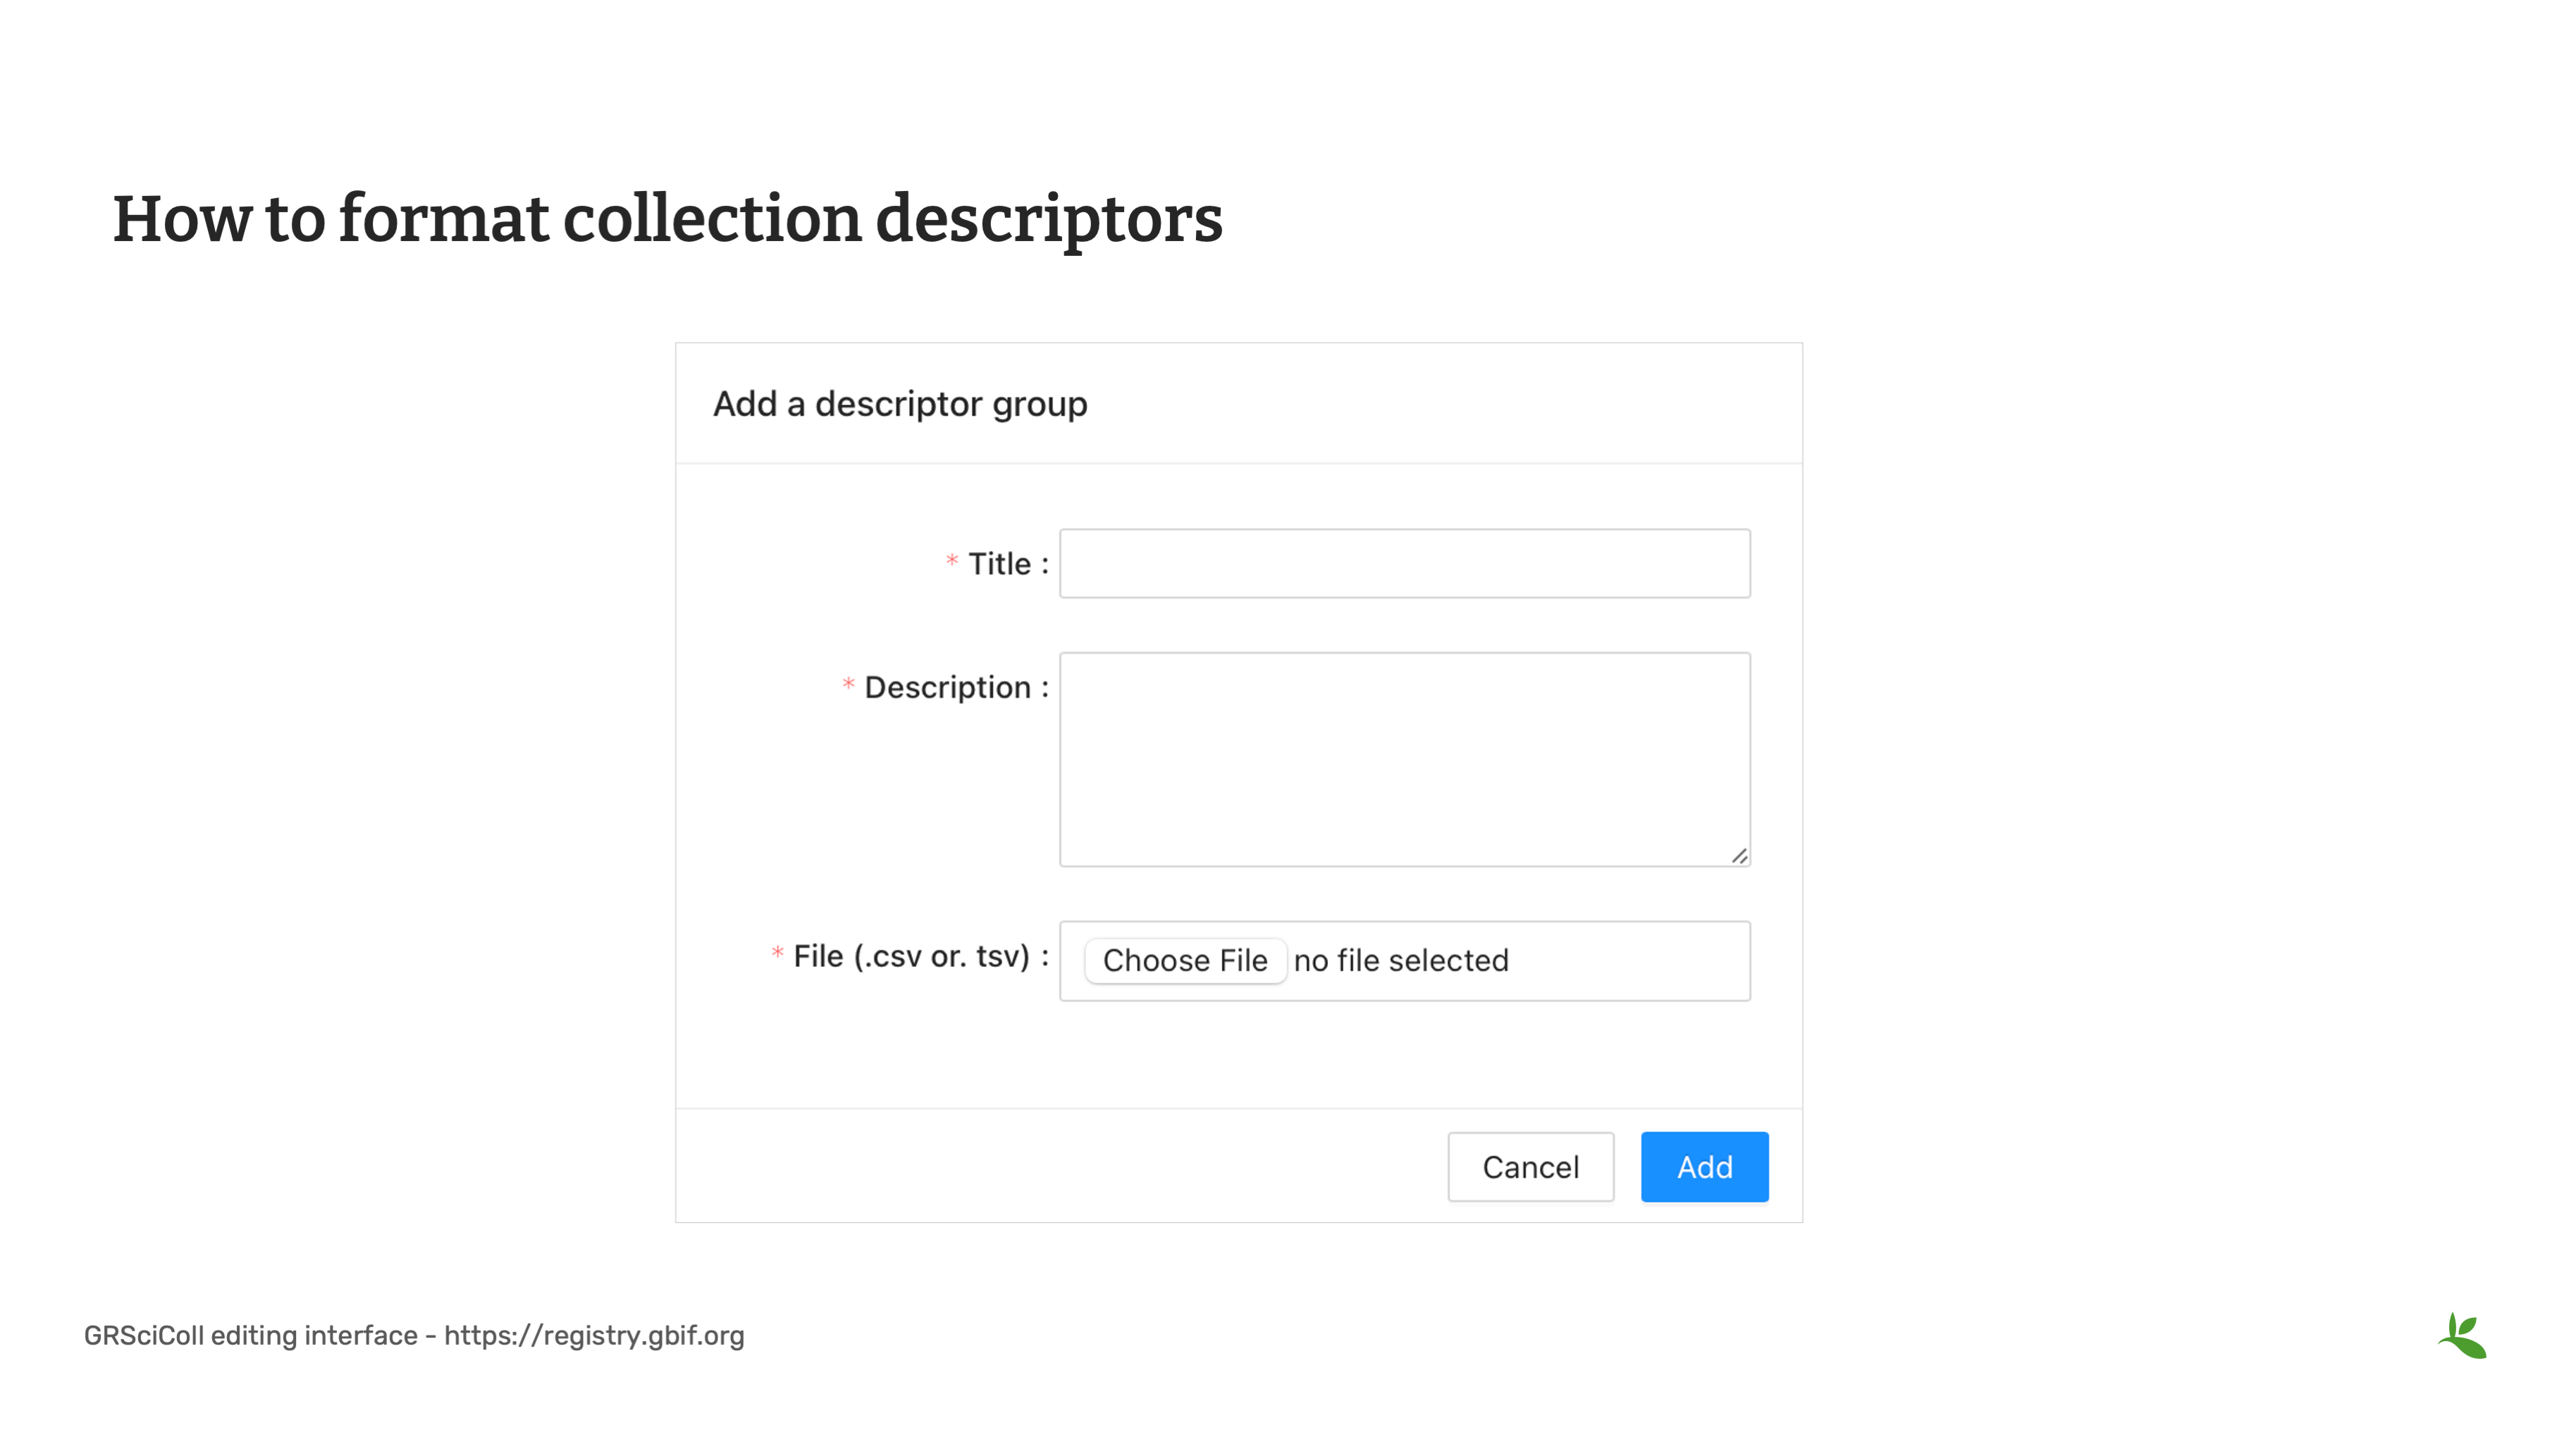 How to format collection descriptors
Add a descriptor group
* Title :
* Description :
* File (.csv or. tsv) : Choose File no file selected
Cancel Add
GRSciColl editing interface - https://registry.gbif.org